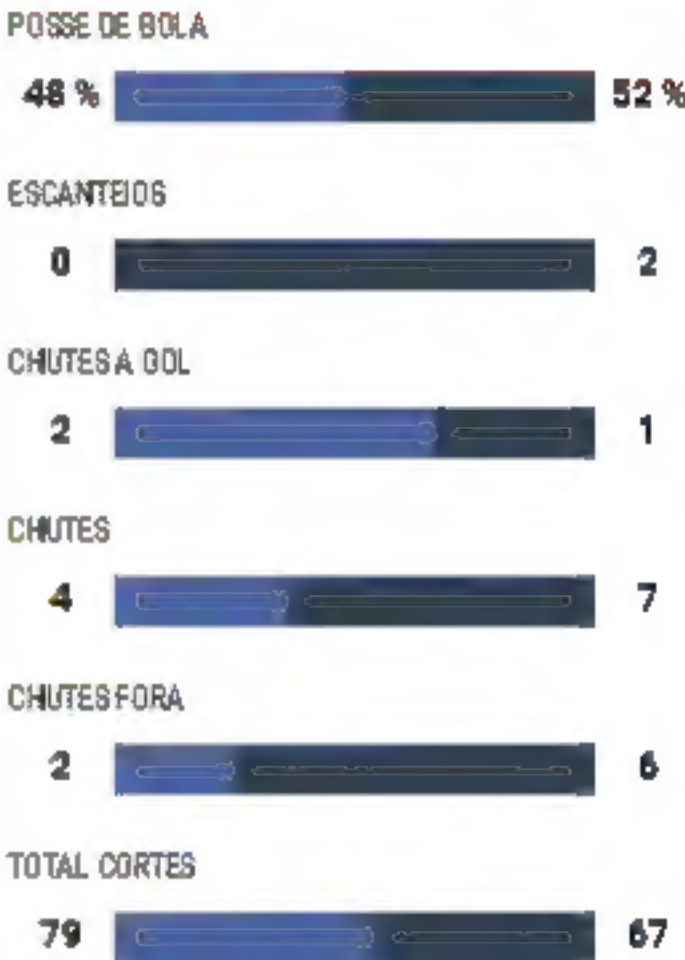 POSSE DE BOLA
48 % 52 %
ESCANTEIOS
0 2
CHUTES A GOL
2 1
CHUTES
4 7
CHUTES FORA
2 6
TOTAL CORTES
79 67